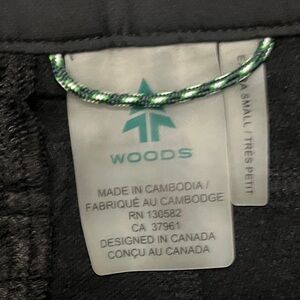 WOODS
MADE IN CAMBODIA /
FABRIQUÉ AU CAMBODGE
RN 130582
CA 37961
DESIGNED IN CANADA
CONÇU AU CANADA
SMALL / TRÈS PETIT